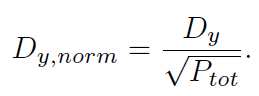 $D_{y,norm} = \frac{D_y}{\sqrt{P_{tot}}}.$